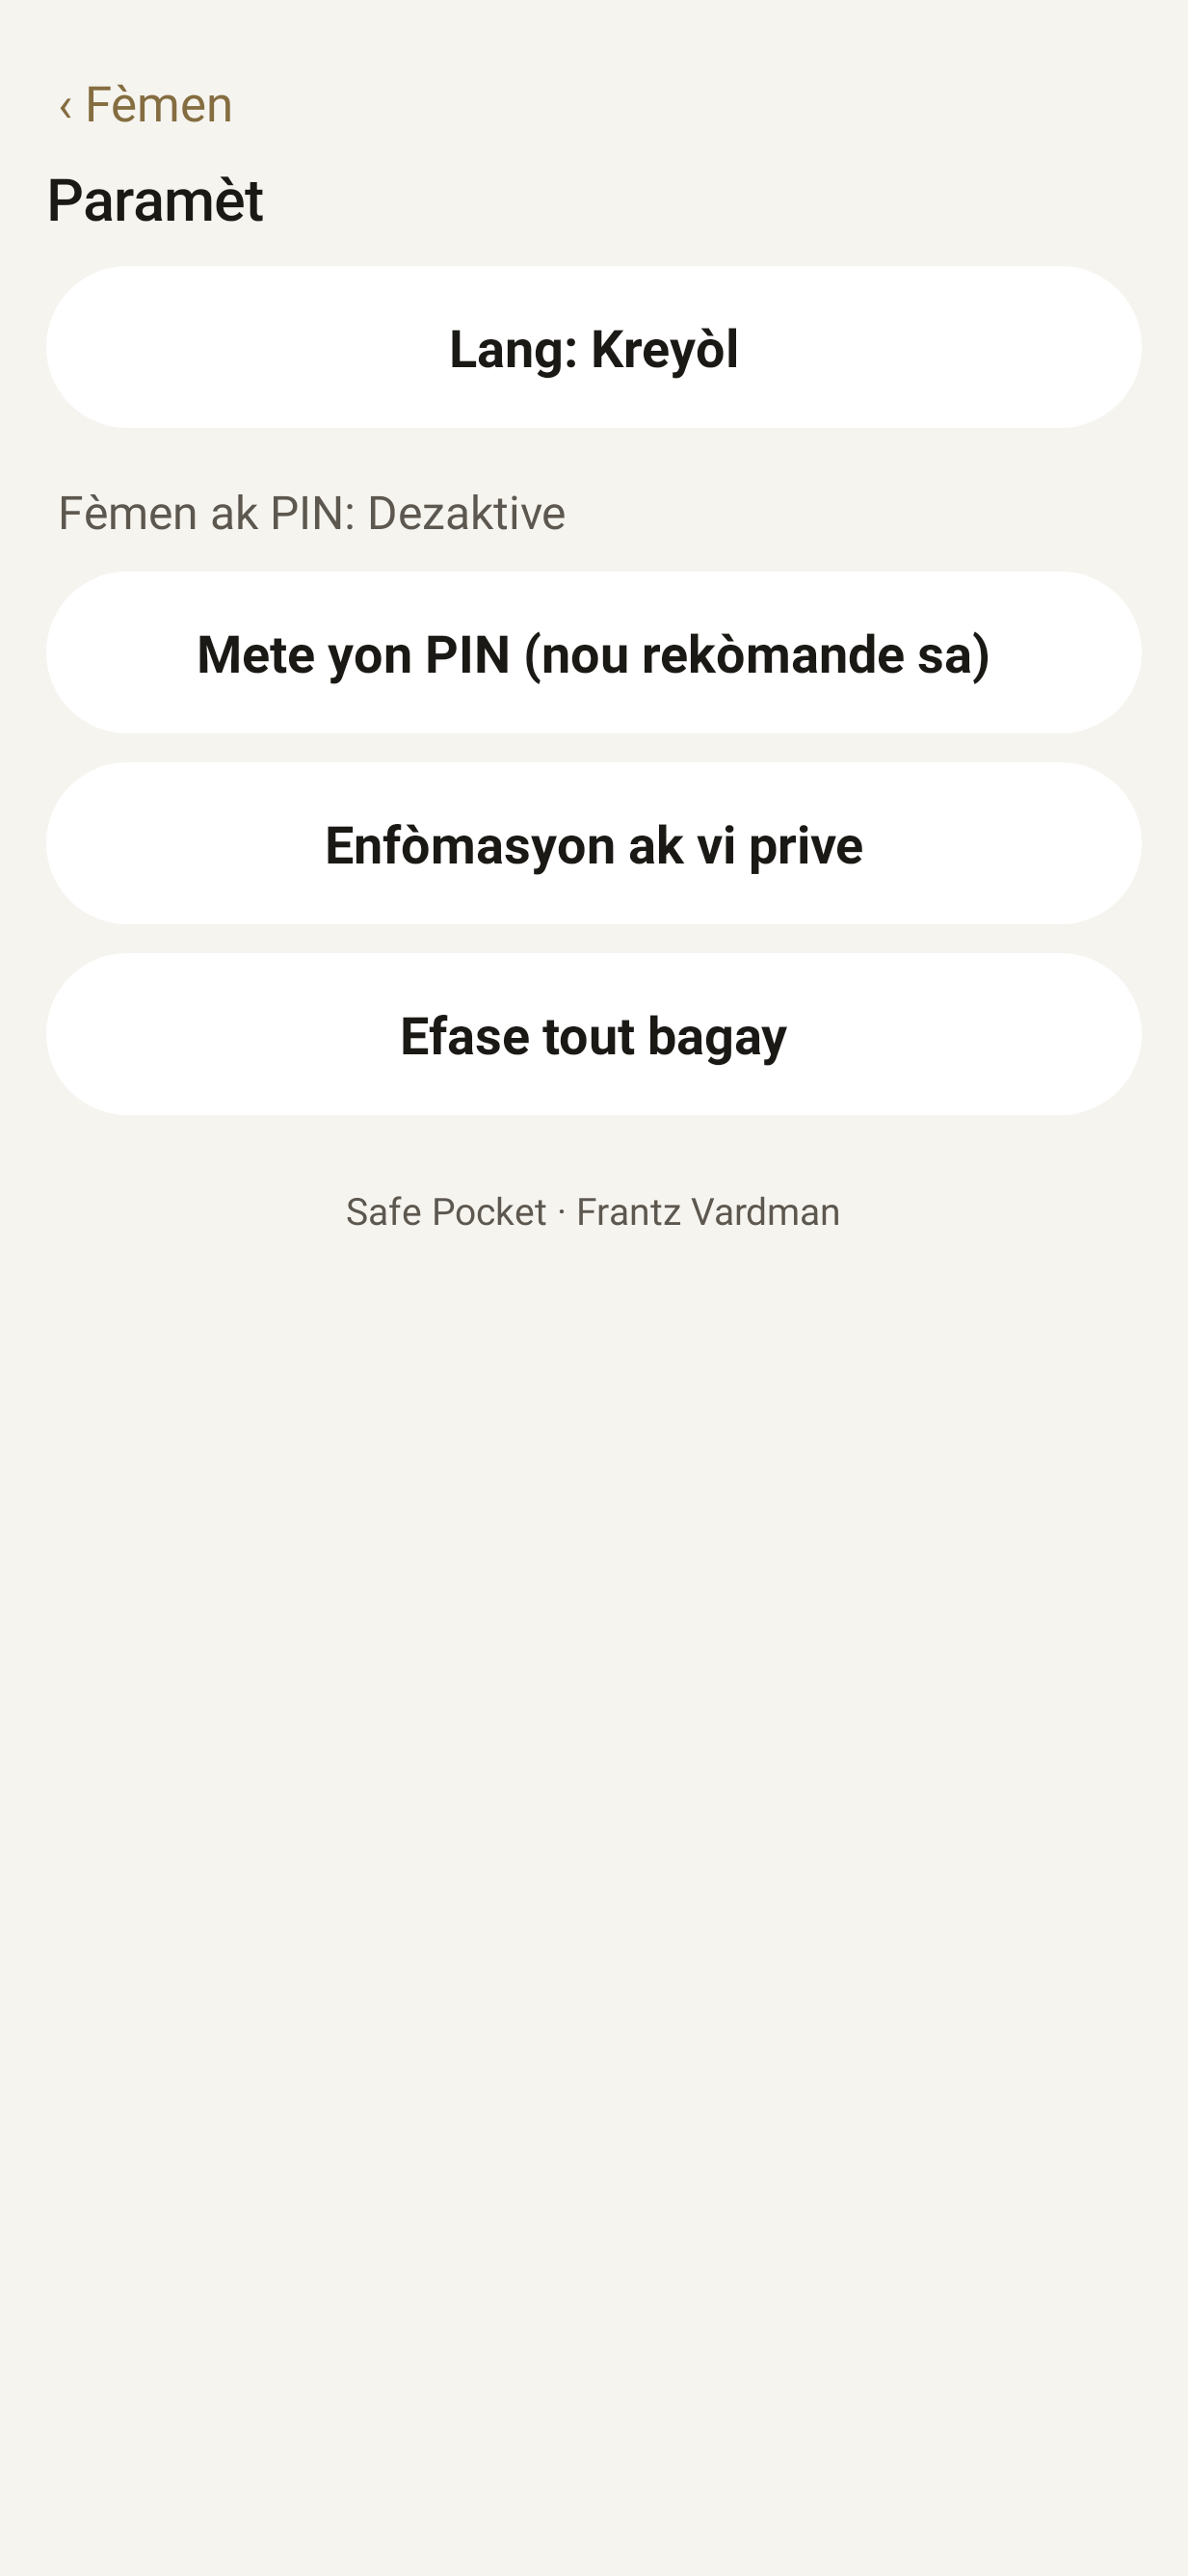 ‹ Fèmen
Paramèt
Lang: Kreyòl
Fèmen ak PIN: Dezaktive
Mete yon PIN (nou rekòmande sa)
Enfòmasyon ak vi prive
Efase tout bagay
Safe Pocket · Frantz Vardman